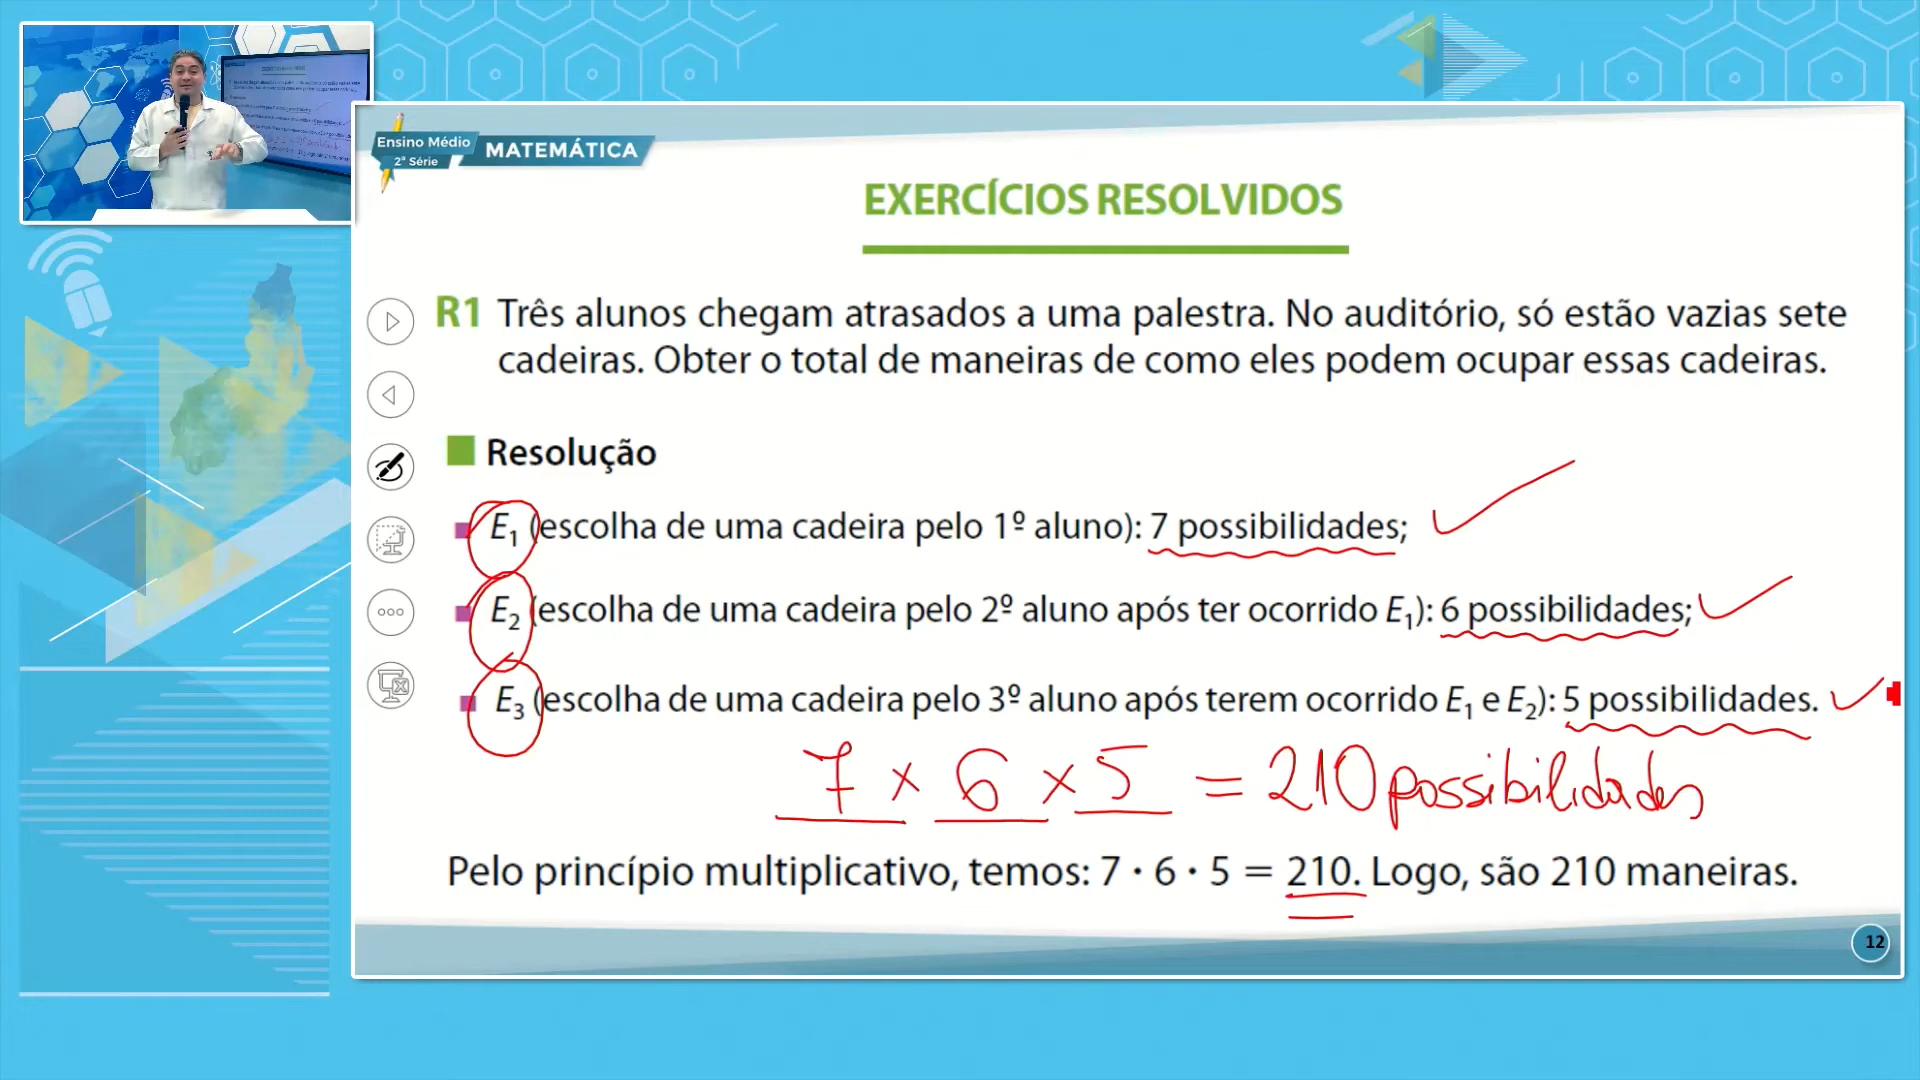 Ensino Médio
2ª Série
MATEMÁTICA
EXERCÍCIOS RESOLVIDOS
R1 Três alunos chegam atrasados a uma palestra. No auditório, só estão vazias sete
cadeiras. Obter o total de maneiras de como eles podem ocupar essas cadeiras.
Resolução
E₁ (escolha de uma cadeira pelo 1º aluno): 7 possibilidades;
E₂ (escolha de uma cadeira pelo 2º aluno após ter ocorrido E₁): 6 possibilidades;
E₃ (escolha de uma cadeira pelo 3º aluno após terem ocorrido E₁ e E₂): 5 possibilidades.
7 × 6 × 5 = 210 possibilidades
Pelo princípio multiplicativo, temos: 7 · 6 · 5 = 210. Logo, são 210 maneiras.
12